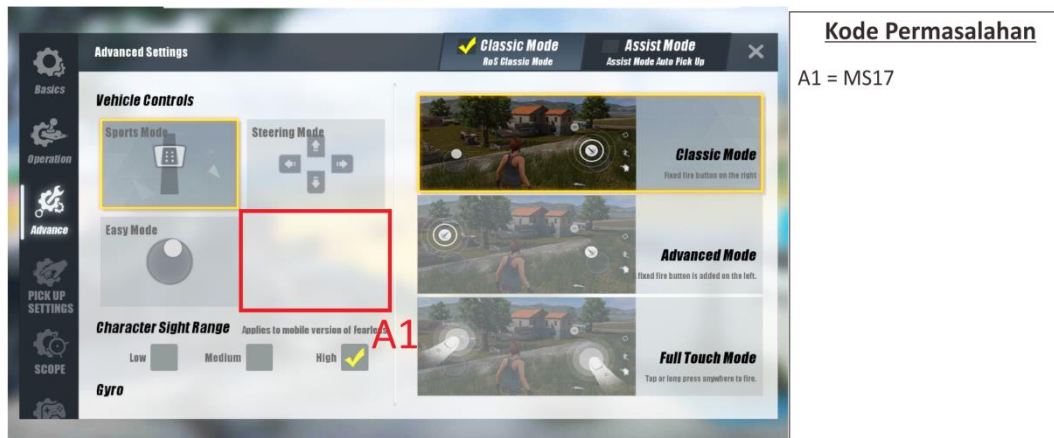 Advanced Settings
Classic Mode
RoS Classic Mode
Assist Mode
Assist Mode Auto Pick Up
Basics
Operation
Advance
PICK UP
SETTINGS
SCOPE
Vehicle Controls
Sports Mode
Steering Mode
Easy Mode
A1
Character Sight Range Applies to mobile version of Fearless
Low Medium High
Gyro
Classic Mode
Fixed fire button on the right
Advanced Mode
fixed fire button is added on the left.
Full Touch Mode
Tap or long press anywhere to fire.
Kode Permasalahan
A1 = MS17